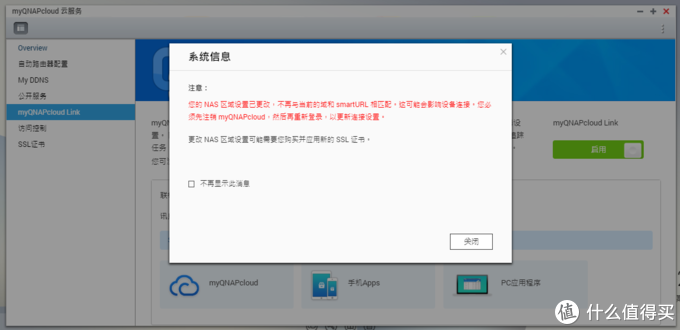 myQNAPcloud 云服务
Overview
自动路由器配置
My DDNS
公开服务
myQNAPcloud Link
访问控制
SSL证书
系统信息
注意：
您的 NAS 区域设置已更改，不再与当前的域和 smartURL 相匹配。这可能会影响设备连接。您必
须先注销 myQNAPcloud，然后再重新登录，以更新连接设置。
更改 NAS 区域设置可能需要您购买并应用新的 SSL 证书。
不再显示此消息
关闭
myQNAPcloud Link
启用
myQNAPcloud
手机Apps
PC应用程序
值 什么值得买